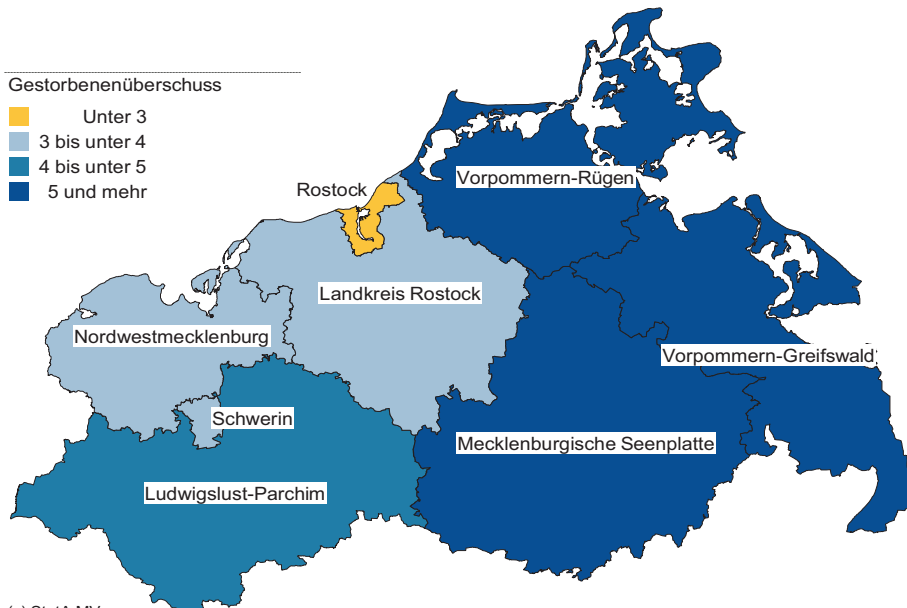 Gestorbenenüberschuss
Unter 3
3 bis unter 4
4 bis unter 5
5 und mehr
Rostock
Vorpommern-Rügen
Landkreis Rostock
Nordwestmecklenburg
Vorpommern-Greifswald
Schwerin
Mecklenburgische Seenplatte
Ludwigslust-Parchim